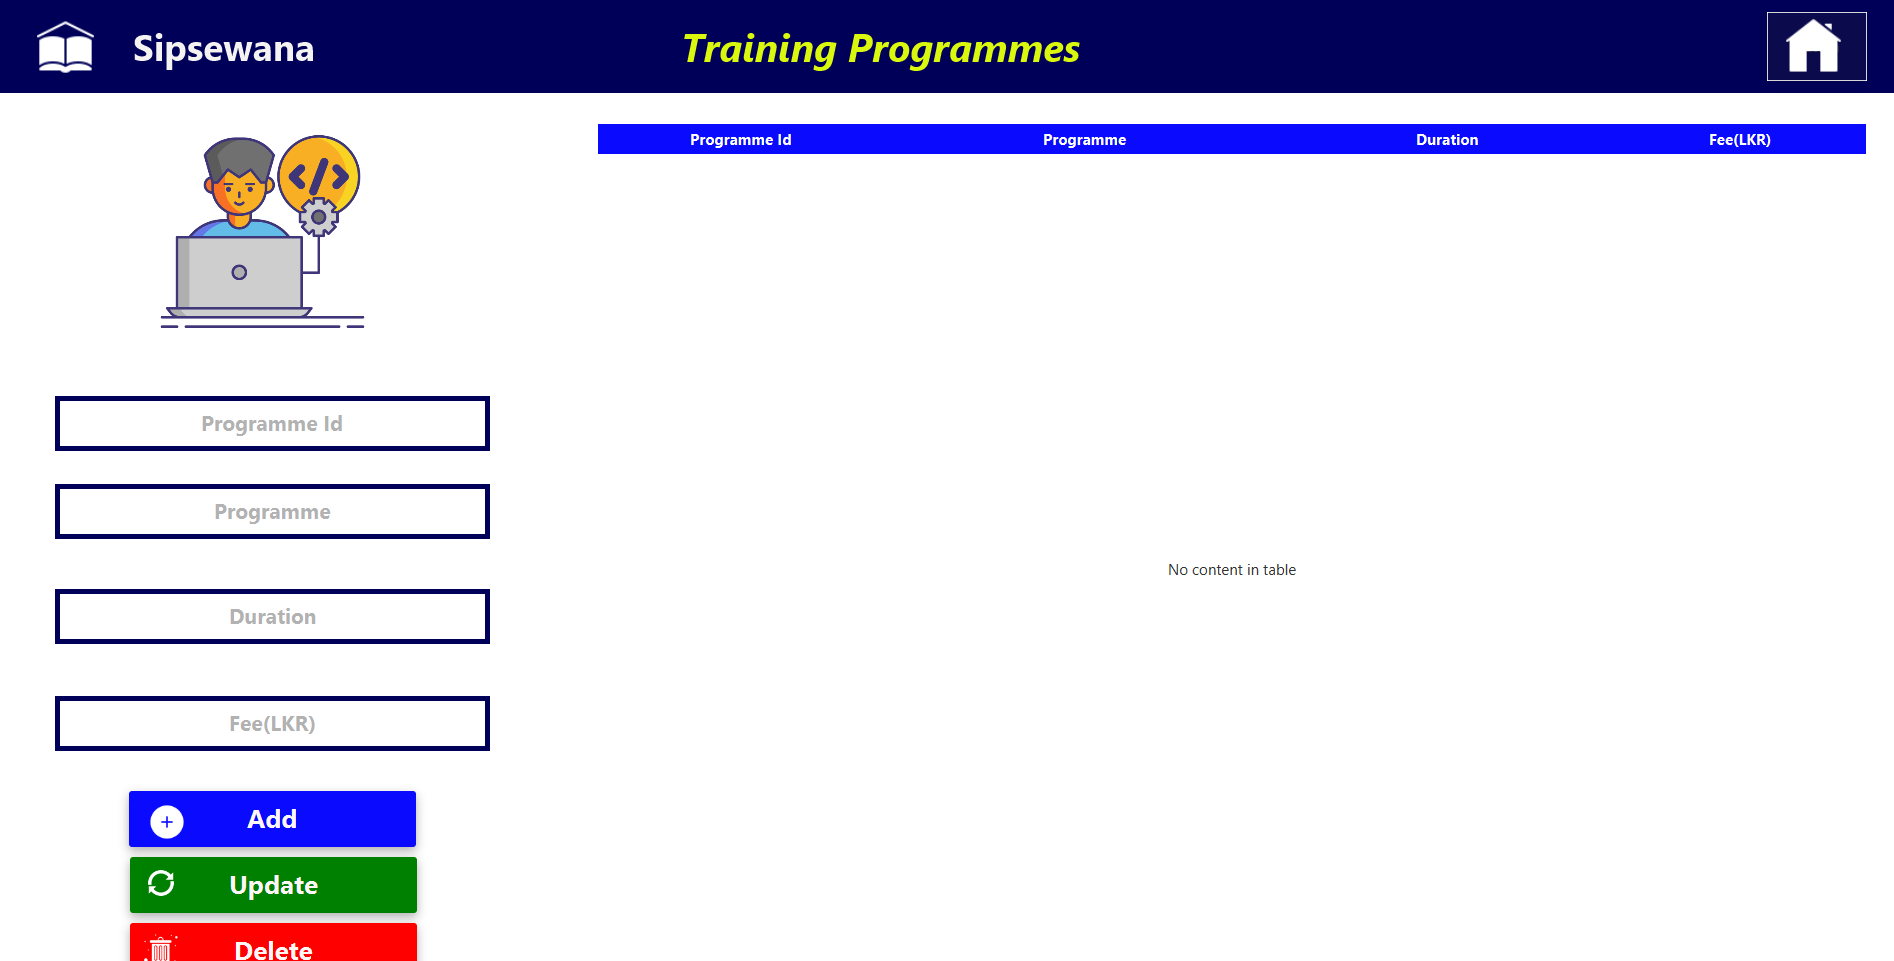 Sipsewana
Training Programmes
Programme Id
Programme
Duration
Fee(LKR)
Add
Update
Delete
Programme Id Programme Duration Fee(LKR)
No content in table